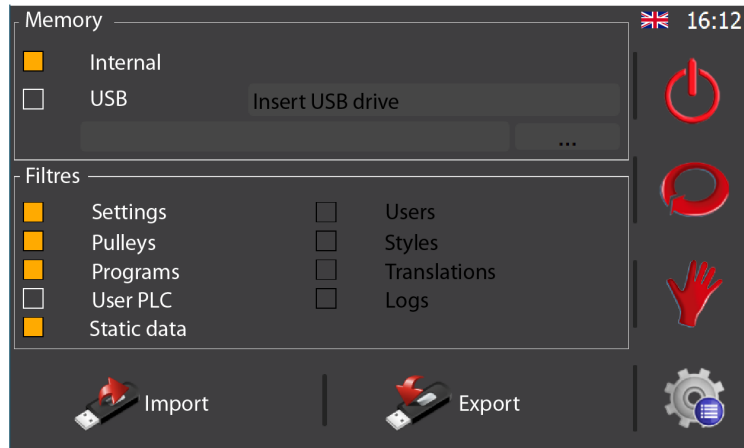 Memory
16:12
Internal
USB
Insert USB drive
...
Filtres
Settings
Users
Pulleys
Styles
Programs
Translations
User PLC
Logs
Static data
Import
Export